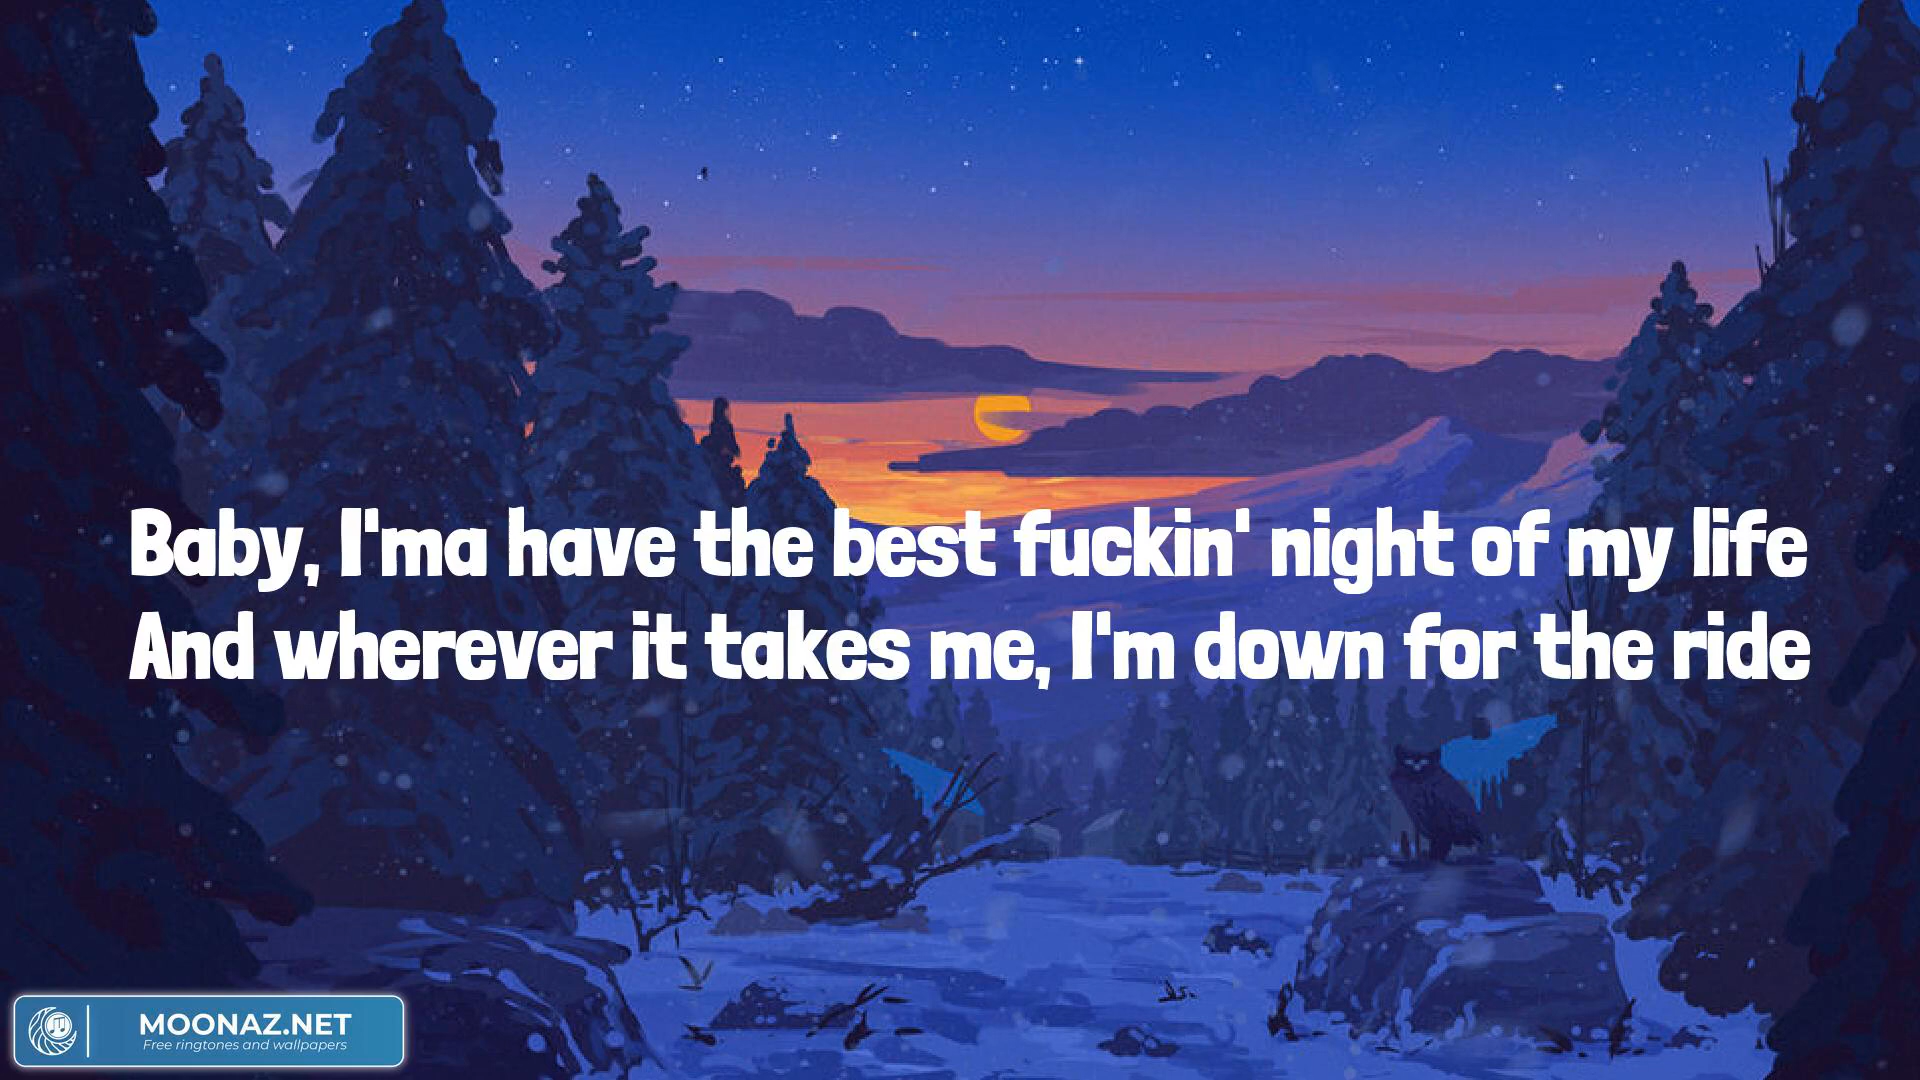 Baby, I'ma have the best fuckin' night of my life
And wherever it takes me, I'm down for the ride
MOONAZ.NET
Free ringtones and wallpapers